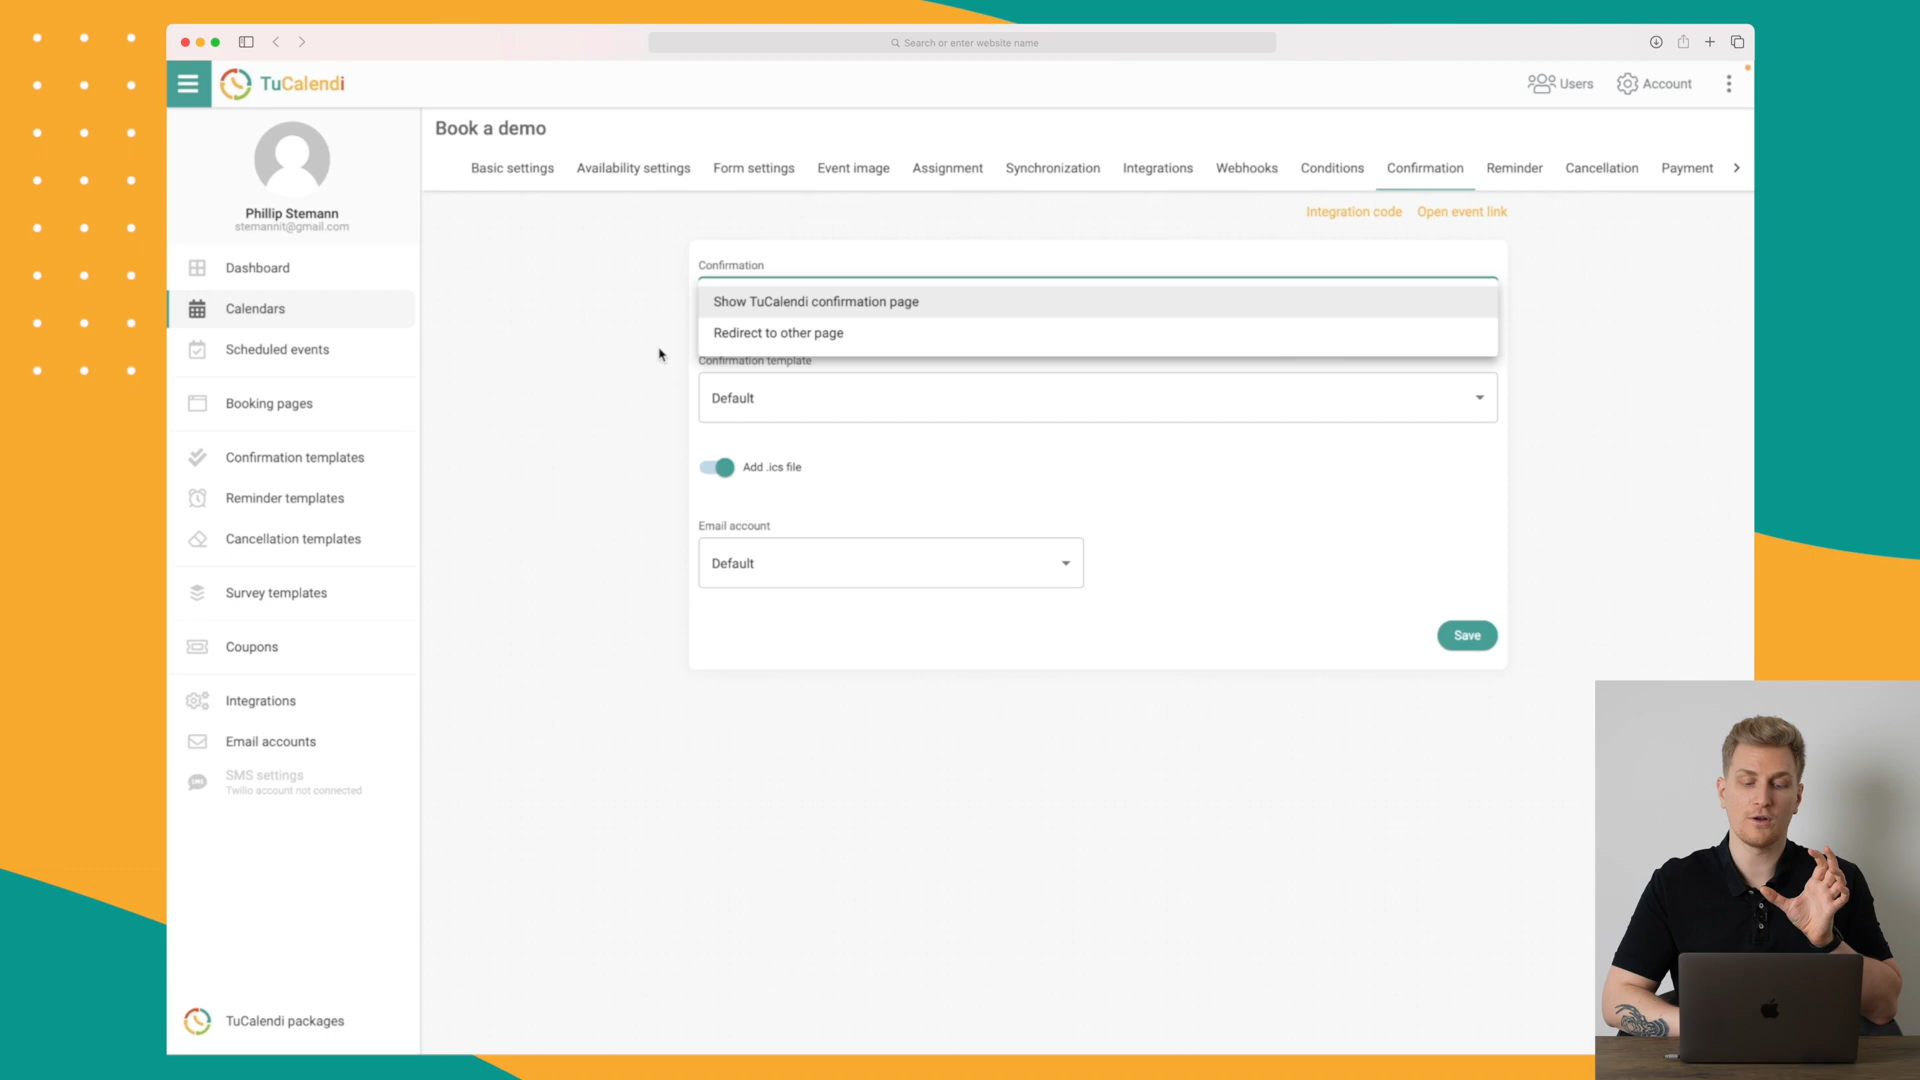 Search or enter website name
TuCalendi
Users
Account
Phillip Stemann
stemannit@gmail.com
Dashboard
Calendars
Scheduled events
Booking pages
Confirmation templates
Reminder templates
Cancellation templates
Survey templates
Coupons
Integrations
Email accounts
SMS settings
Twilio account not connected
TuCalendi packages
Book a demo
Basic settings
Availability settings
Form settings
Event image
Assignment
Synchronization
Integrations
Webhooks
Conditions
Confirmation
Reminder
Cancellation
Payment
Integration code
Open event link
Confirmation
Show TuCalendi confirmation page
Redirect to other page
Confirmation template
Default
Add .ics file
Email account
Default
Save